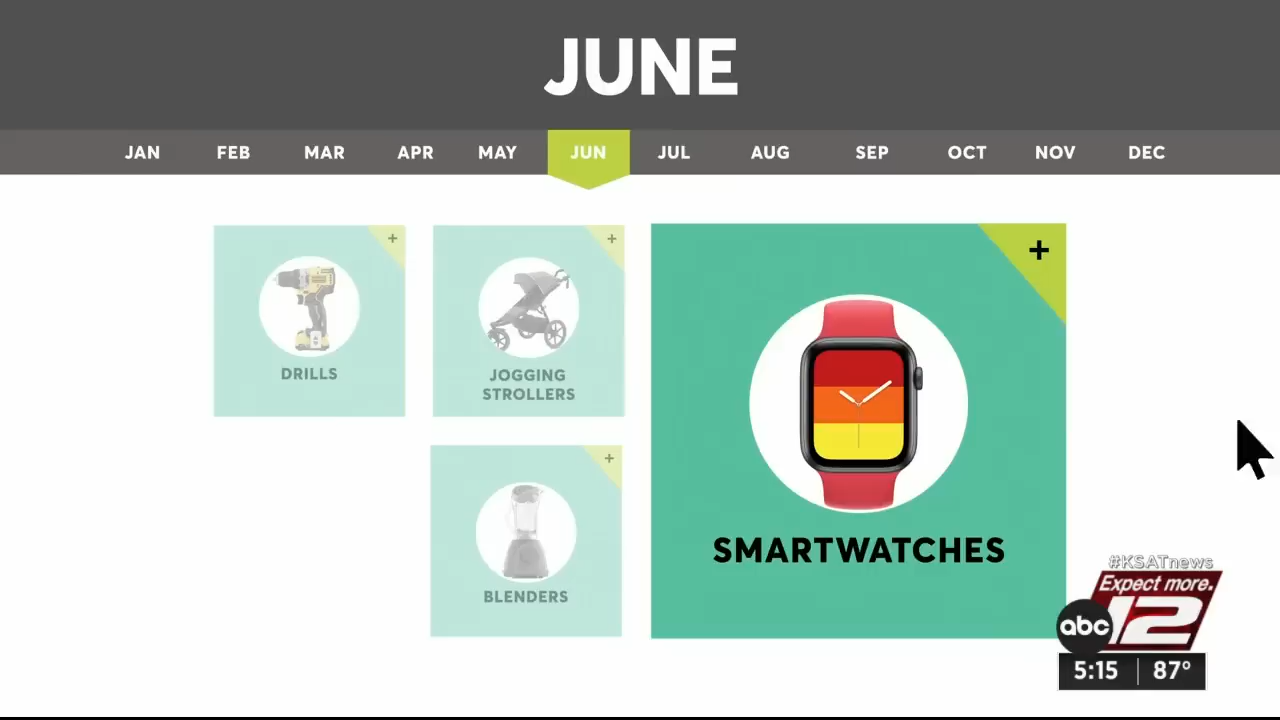 JUNE
JAN FEB MAR APR MAY JUN JUL AUG SEP OCT NOV DEC
+ + +
DRILLS
JOGGING
STROLLERS
+
BLENDERS
SMARTWATCHES
#KSATnews
Expect more.
abc 12
5:15 87°